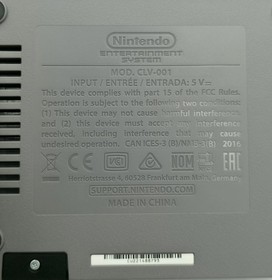 Nintendo
ENTERTAINMENT
SYSTEM
MOD. CLV-001
INPUT / ENTRÉE / ENTRADA: 5 V⎓
This device complies with part 15 of the FCC Rules.
Operation is subject to the following two conditions:
(1) This device may not cause harmful interference,
and (2) this device must accept any interference
received, including interference that may cause
undesired operation. CAN ICES-3 (B)/NMB-3(B) 2016
CE EAC
Herriotstrasse 4, 60528 Frankfurt am Main, Germany
SUPPORT.NINTENDO.COM
MADE IN CHINA